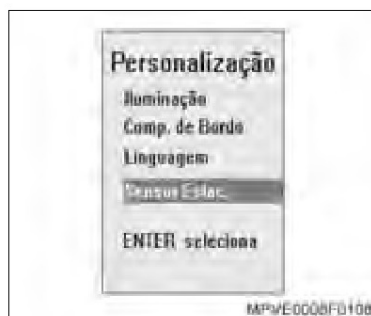 Personalização
Iluminação
Comp. de Bordo
Linguagem
Sensor Estac.
ENTER seleciona
MPVE0008F0108